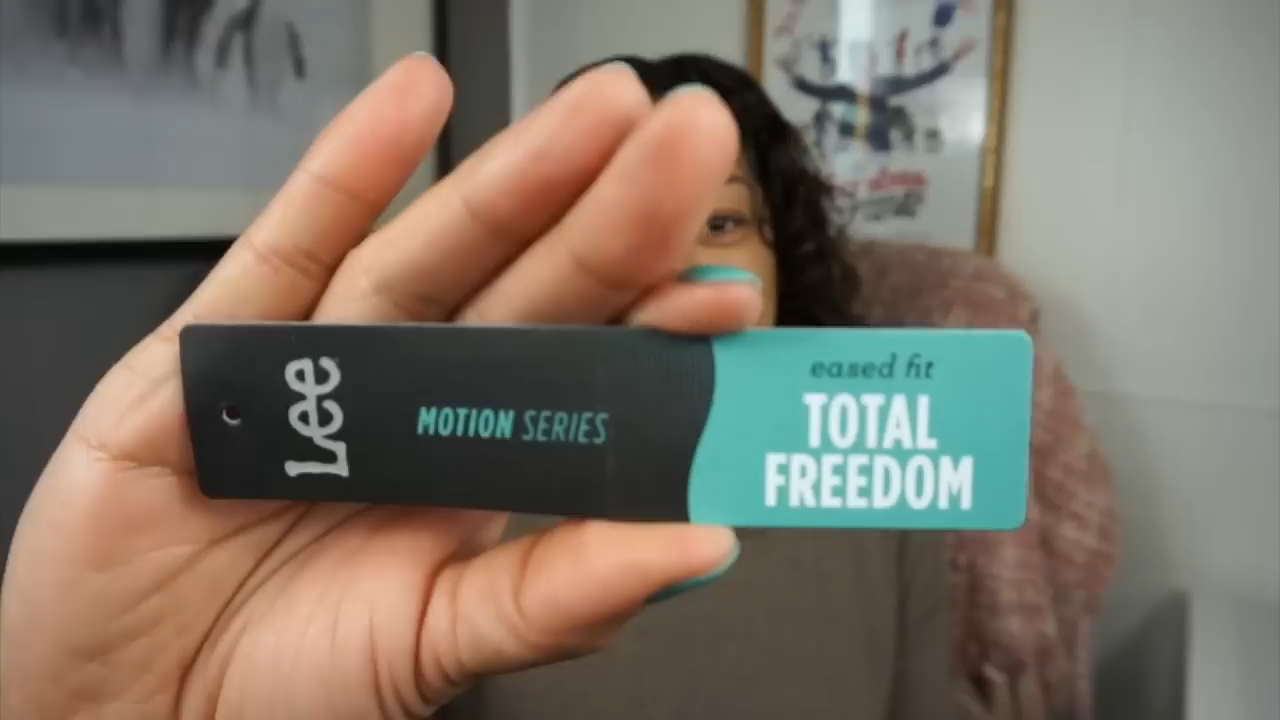 Lee
MOTION SERIES
eased fit
TOTAL
FREEDOM